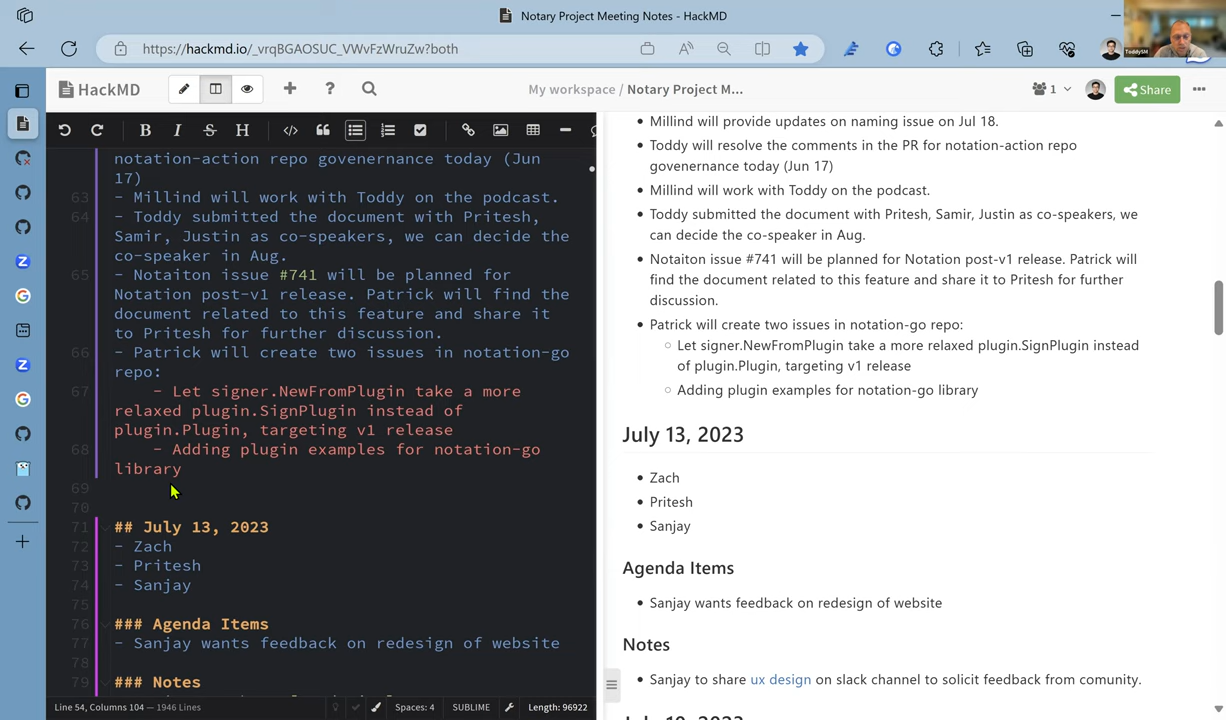 Notary Project Meeting Notes - HackMD
https://hackmd.io/_vrqBGAOSUC_VWvFzWruZw?both
ToddySM
HackMD
My workspace / Notary Project M...
1
Share
notation-action repo govenernance today (Jun
17)
63 - Millind will work with Toddy on the podcast.
64 - Toddy submitted the document with Pritesh,
Samir, Justin as co-speakers, we can decide the
co-speaker in Aug.
65 - Notaiton issue #741 will be planned for
Notation post-v1 release. Patrick will find the
document related to this feature and share it
to Pritesh for further discussion.
66 - Patrick will create two issues in notation-go
repo:
67 - Let signer.NewFromPlugin take a more
relaxed plugin.SignPlugin instead of
plugin.Plugin, targeting v1 release
68 - Adding plugin examples for notation-go
library
69
70
71 ## July 13, 2023
72 - Zach
73 - Pritesh
74 - Sanjay
75
76 ### Agenda Items
77 - Sanjay wants feedback on redesign of website
78
79 ### Notes
Line 54, Columns 104 — 1946 Lines
Spaces: 4
SUBLIME
Length: 96922
Millind will provide updates on naming issue on Jul 18.
Toddy will resolve the comments in the PR for notation-action repo
govenernance today (Jun 17)
Millind will work with Toddy on the podcast.
Toddy submitted the document with Pritesh, Samir, Justin as co-speakers, we
can decide the co-speaker in Aug.
Notaiton issue #741 will be planned for Notation post-v1 release. Patrick will
find the document related to this feature and share it to Pritesh for further
discussion.
Patrick will create two issues in notation-go repo:
Let signer.NewFromPlugin take a more relaxed plugin.SignPlugin instead
of plugin.Plugin, targeting v1 release
Adding plugin examples for notation-go library
July 13, 2023
Zach
Pritesh
Sanjay
Agenda Items
Sanjay wants feedback on redesign of website
Notes
Sanjay to share ux design on slack channel to solicit feedback from comunity.